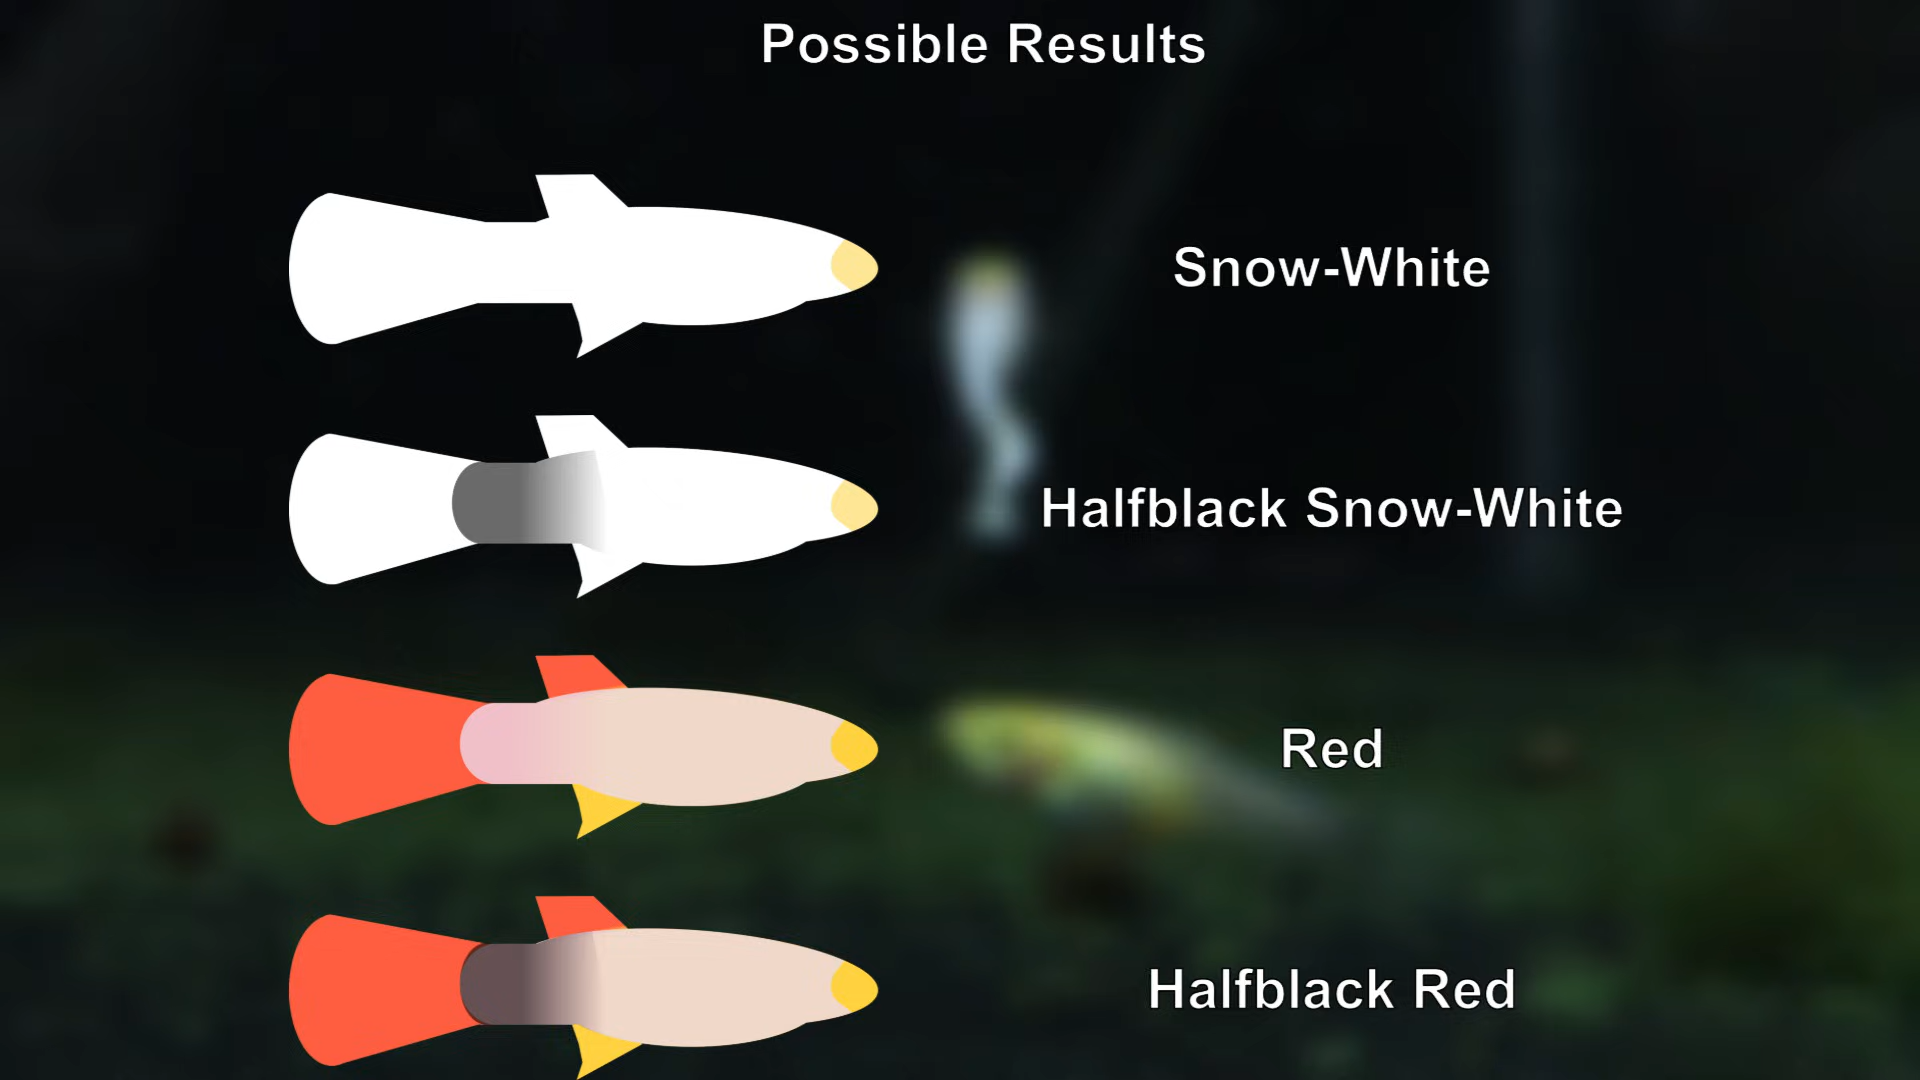 Possible Results
Snow-White
Halfblack Snow-White
Red
Halfblack Red